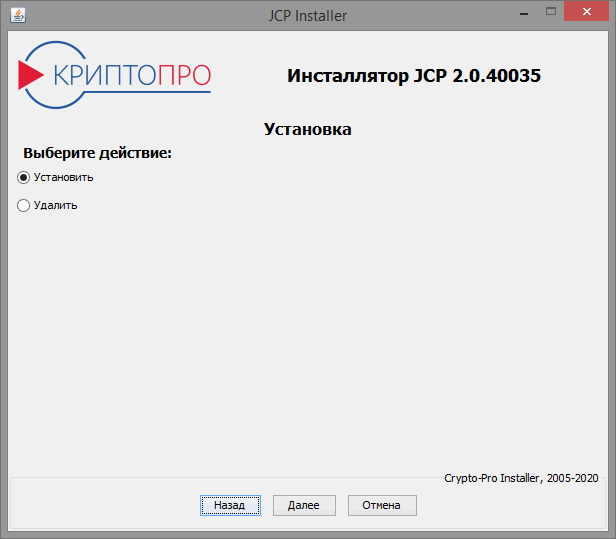 JCP Installer
КРИПТОПРО
Инсталлятор JCP 2.0.40035
Установка
Выберите действие:
Установить
Удалить
Crypto-Pro Installer, 2005-2020
Назад Далее Отмена